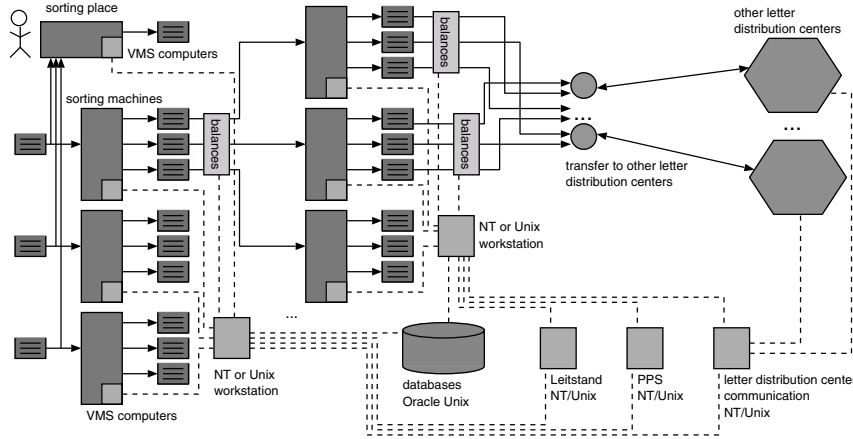 sorting place
VMS computers
sorting machines
balances
balances
balances
other letter
distribution centers
...
...
transfer to other letter
distribution centers
NT or Unix
workstation
...
NT or Unix
workstation
databases
Oracle Unix
Leitstand
NT/Unix
PPS
NT/Unix
letter distribution center
communication
NT/Unix
VMS computers